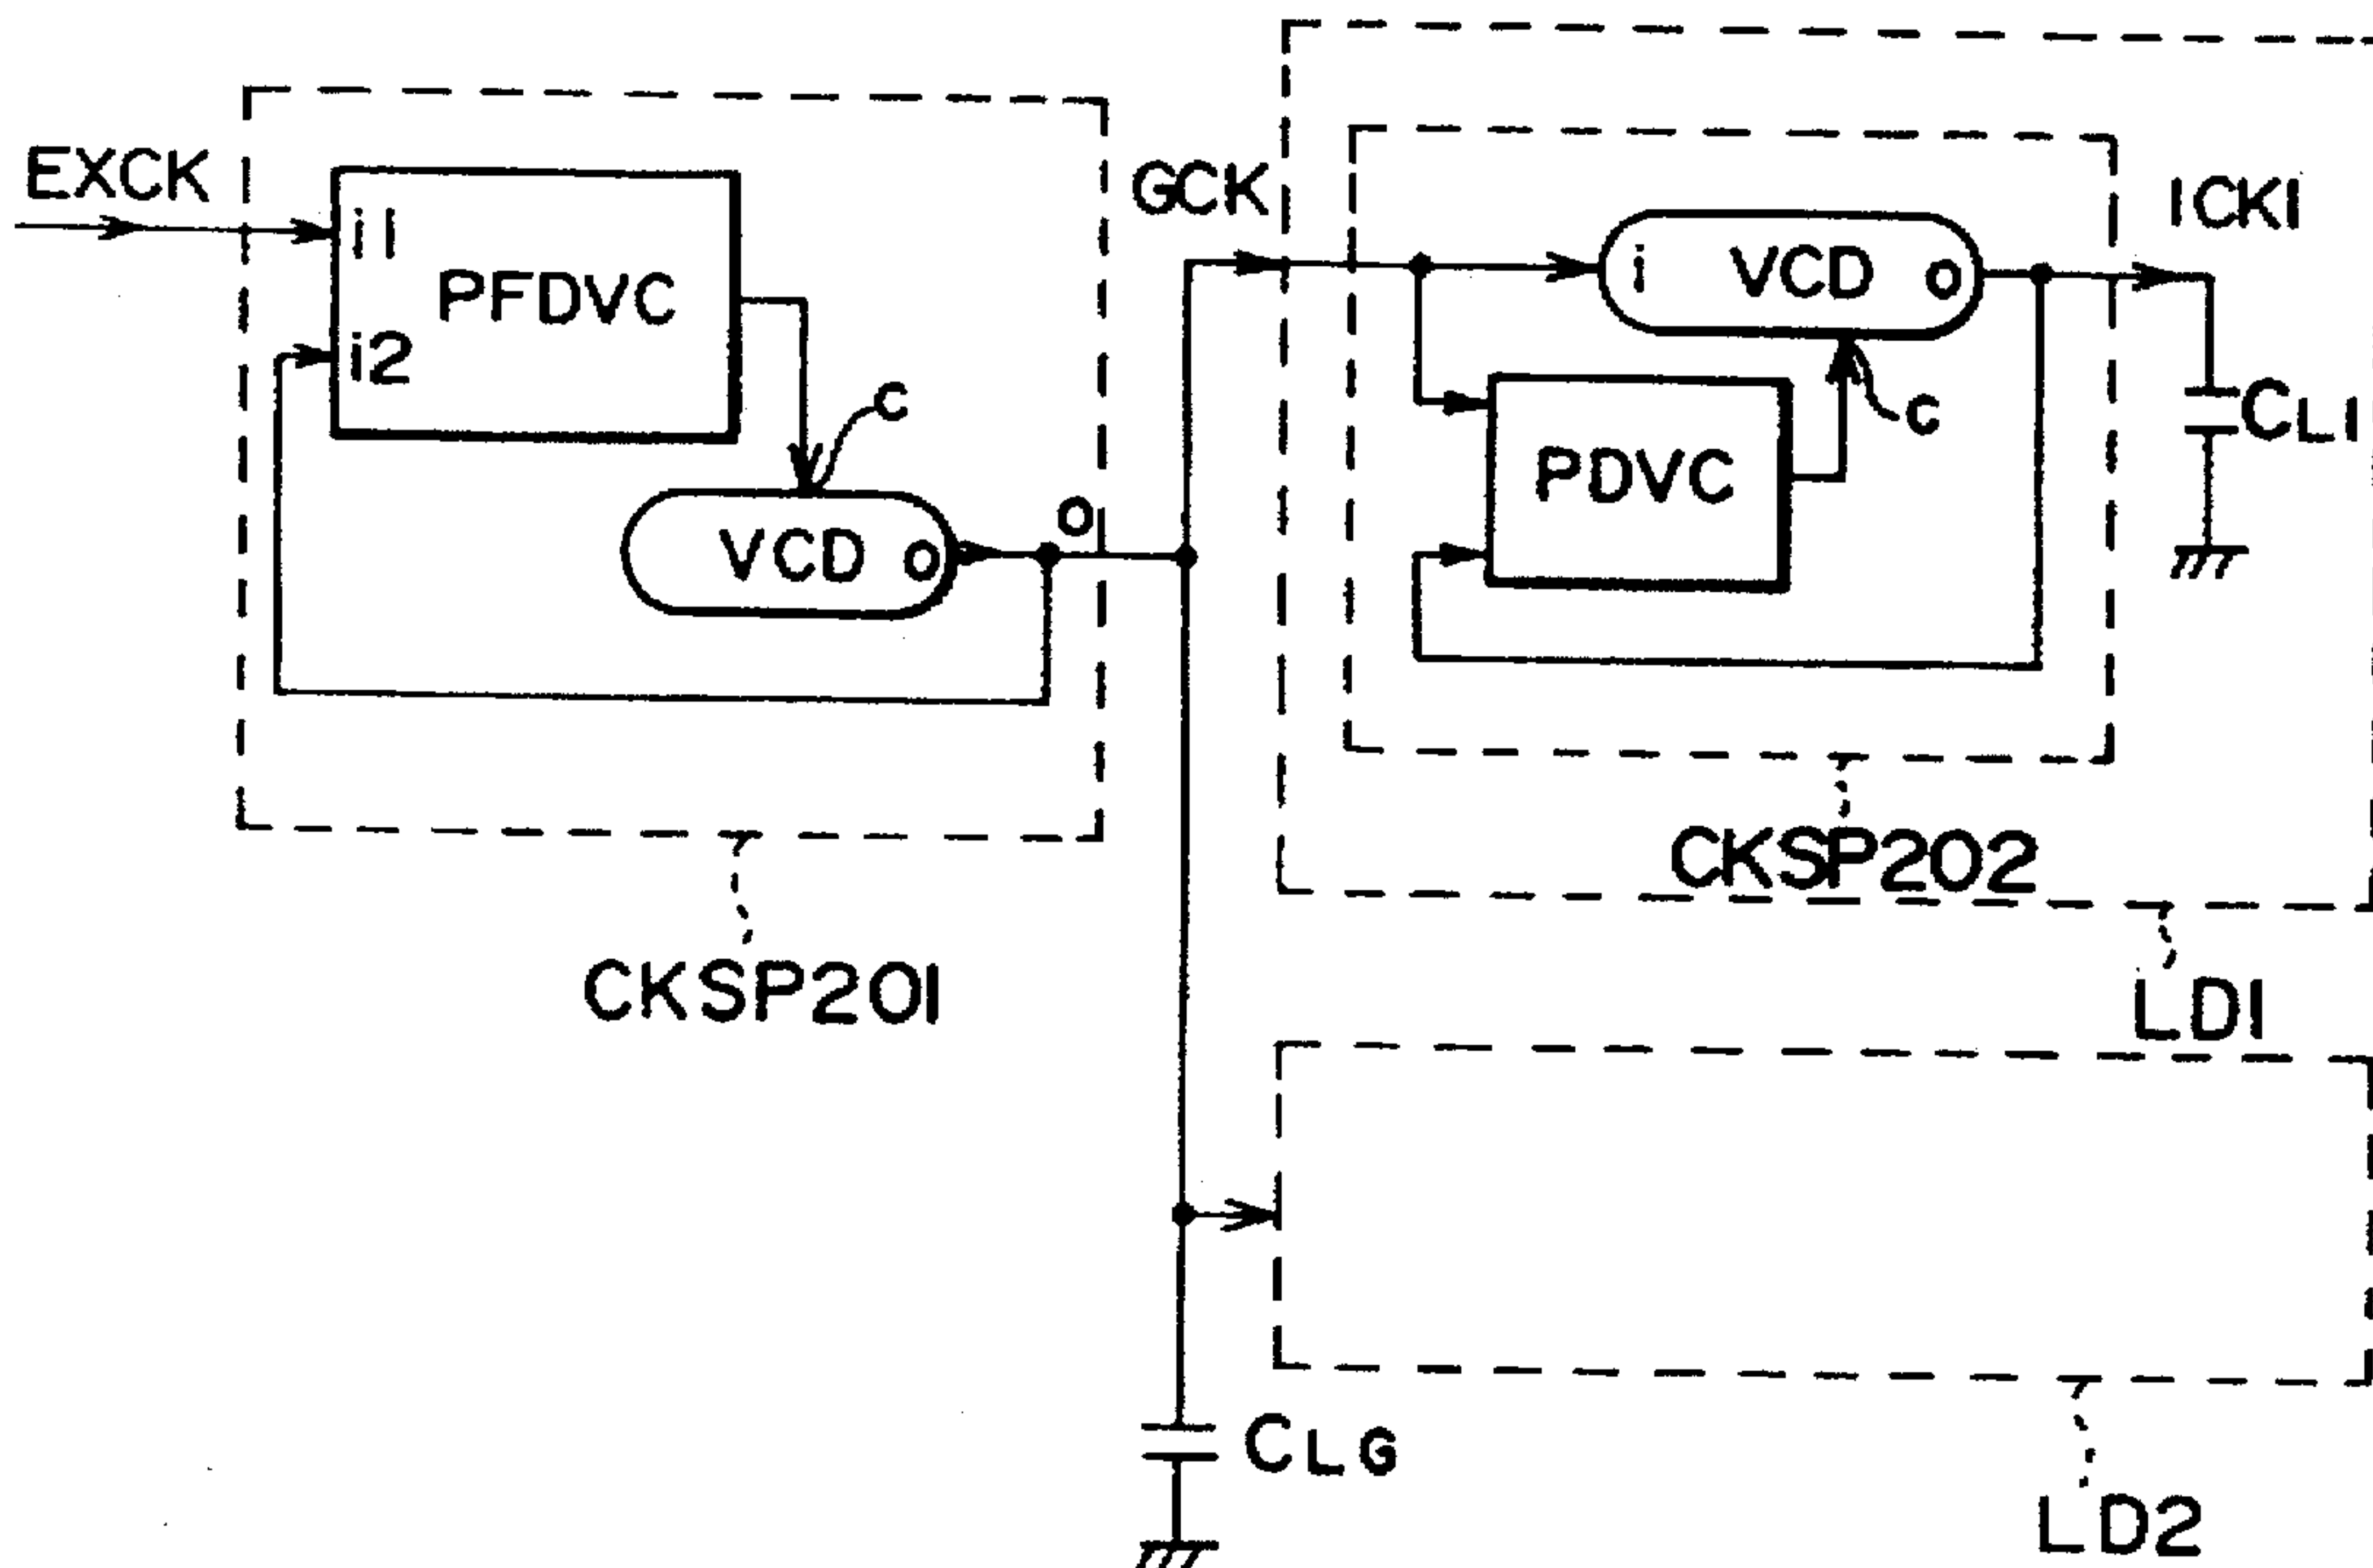 EXCK
i1
PFDVC
i2
C
VCD
o
o
CKSP201
GCK
i
VCD
o
ICK1
C
PDVC
CL1
CKSP202
LD1
CLG
LD2